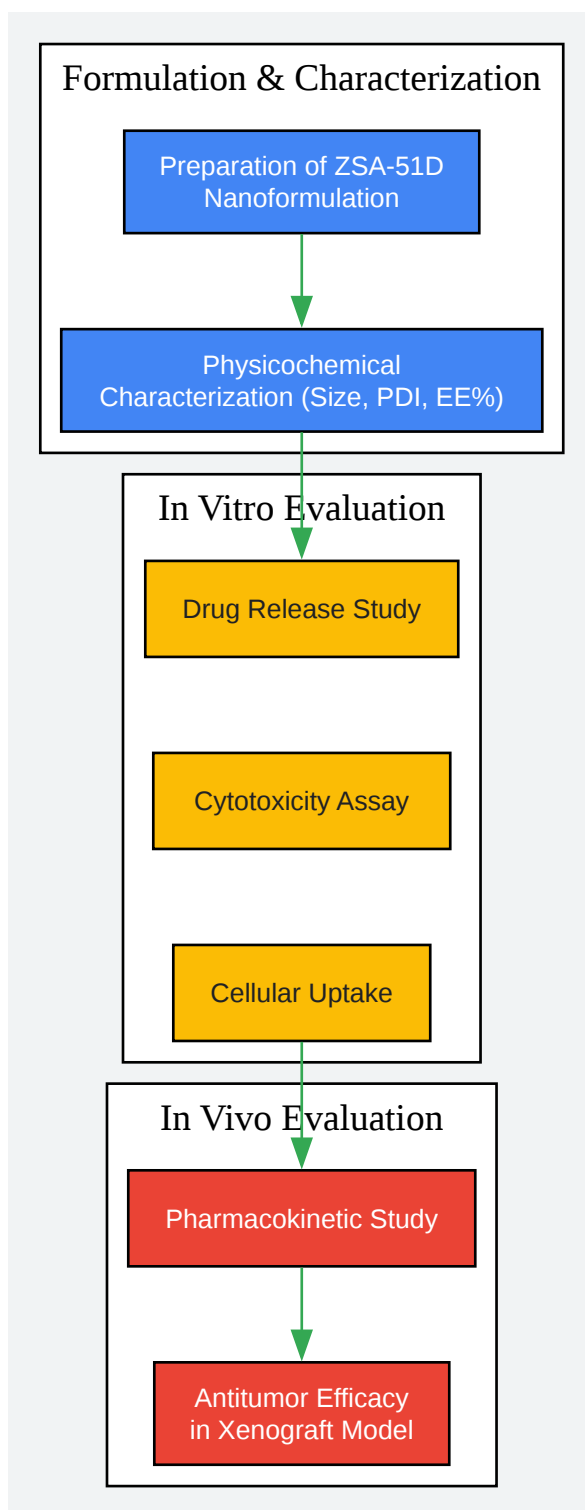 Formulation & Characterization
Preparation of ZSA-51D
Nanoformulation
Physicochemical
Characterization (Size, PDI, EE%)
In Vitro Evaluation
Drug Release Study
Cytotoxicity Assay
Cellular Uptake
In Vivo Evaluation
Pharmacokinetic Study
Antitumor Efficacy
in Xenograft Model